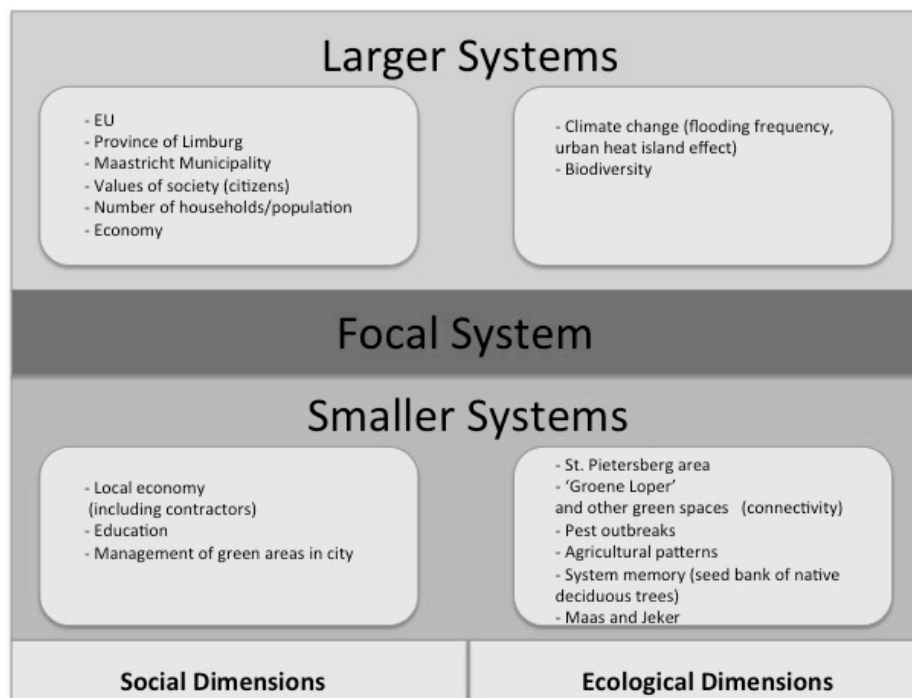 Larger Systems
- EU
- Province of Limburg
- Maastricht Municipality
- Values of society (citizens)
- Number of households/population
- Economy
- Climate change (flooding frequency,
urban heat island effect)
- Biodiversity
Focal System
Smaller Systems
- Local economy
(including contractors)
- Education
- Management of green areas in city
- St. Pietersberg area
- ‘Groene Loper’
and other green spaces (connectivity)
- Pest outbreaks
- Agricultural patterns
- System memory (seed bank of native
deciduous trees)
- Maas and Jeker
Social Dimensions
Ecological Dimensions